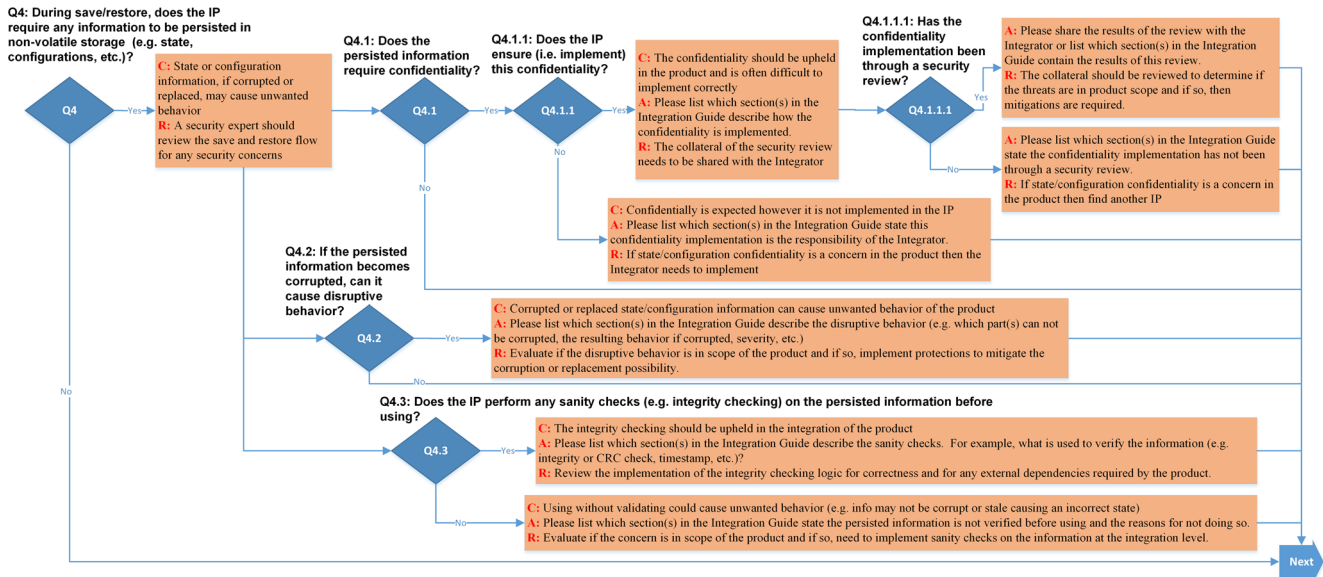 Q4: During save/restore, does the IP
require any information to be persisted in
non-volatile storage  (e.g. state,
configurations, etc.)?
Q4
Yes
No
C: State or configuration
information, if corrupted or
replaced, may cause unwanted
behavior
R: A security expert should
review the save and restore flow
for any security concerns
Q4.1: Does the
persisted information
require confidentiality?
Q4.1
Yes
No
Q4.1.1: Does the IP
ensure (i.e. implement)
this confidentiality?
Q4.1.1
Yes
No
C: The confidentiality should be upheld
in the product and is often difficult to
implement correctly
A: Please list which section(s) in the
Integration Guide describe how the
confidentiality is implemented.
R: The collateral of the security review
needs to be shared with the Integrator
Q4.1.1.1: Has the
confidentiality
implementation been
through a security
review?
Q4.1.1.1
Yes
No
A: Please share the results of the review with the
Integrator or list which section(s) in the Integration
Guide contain the results of this review.
R: The collateral should be reviewed to determine if
the threats are in product scope and if so, then
mitigations are required.
A: Please list which section(s) in the Integration Guide
state the confidentiality implementation has not been
through a security review.
R: If state/configuration confidentiality is a concern in
the product then find another IP
C: Confidentially is expected however it is not implemented in the IP
A: Please list which section(s) in the Integration Guide state this
confidentiality implementation is the responsibility of the Integrator.
R: If state/configuration confidentiality is a concern in the product then the
Integrator needs to implement
Q4.2: If the
persisted
information
becomes
corrupted, can it
cause disruptive
behavior?
Q4.2
Yes
No
C: Corrupted or replaced state/configuration information can cause unwanted behavior of the product
A: Please list which section(s) in the Integration Guide describe the disruptive behavior (e.g. which part(s) can not
be corrupted, the resulting behavior if corrupted, severity, etc.)
R: Evaluate if the disruptive behavior is in scope of the product and if so, implement protections to mitigate the
corruption or replacement possibility.
Q4.3: Does the IP perform any sanity checks (e.g. integrity checking) on the persisted information before
using?
Q4.3
Yes
No
C: The integrity checking should be upheld in the integration of the product
A: Please list which section(s) in the Integration Guide describe the sanity checks.  For example, what is used to verify the information (e.g.
integrity or CRC check, timestamp, etc.)?
R: Review the implementation of the integrity checking logic for correctness and for any external dependencies required by the product.
C: Using without validating could cause unwanted behavior (e.g. info may not be corrupt or stale causing an incorrect state)
A: Please list which section(s) in the Integration Guide state the persisted information is not verified before using and the reasons for not doing so.
R: Evaluate if the concern is in scope of the product and if so, need to implement sanity checks on the information at the integration level.
Next